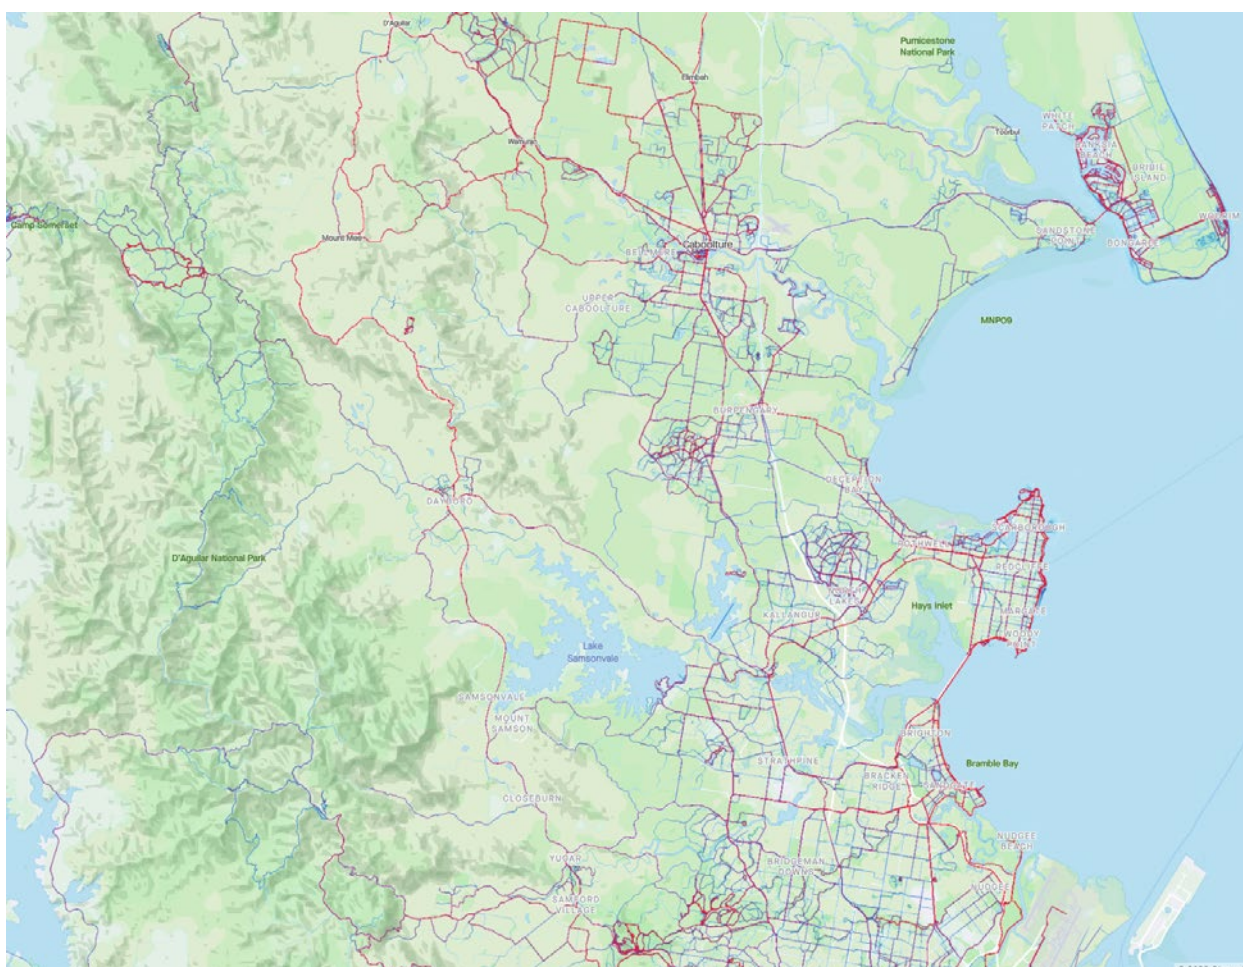 D'Aguilar
Pumicestone
National Park
Elimbah
WHITE
PATCH
Toorbul
Wamuran
BEACH
BRIBIE
ISLAND
Camp Somerset
Mount Mee
SANDSTONE
POINT
BONGAREE
WOORIM
BELLMERE
Caboolture
UPPER
CABOOLTURE
MNP09
BURPENGARY
DECEPTION
BAY
DAYBORO
SCARBOROUGH
ROTHWELL
REDCLIFFE
D'Aguilar National Park
LAKES
KALLANGUR
Hays Inlet
MARGATE
WOODY
POINT
Lake
Samsonvale
SAMSONVALE
MOUNT
SAMSON
BRIGHTON
STRATHPINE
Bramble Bay
BRACKEN
RIDGE
SANDGATE
CLOSEBURN
NUDGEE
BEACH
YUGAR
BRIDGEMAN
DOWNS
NUDGEE
SAMFORD
VILLAGE